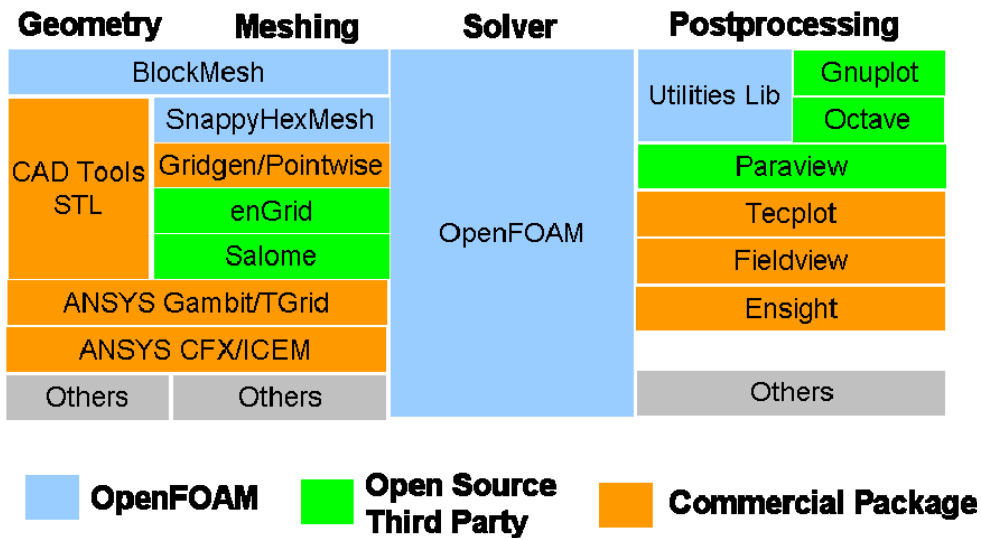 Geometry
Meshing
Solver
Postprocessing
BlockMesh
CAD Tools
STL
SnappyHexMesh
Gridgen/Pointwise
enGrid
Salome
ANSYS Gambit/TGrid
ANSYS CFX/ICEM
Others
Others
OpenFOAM
Utilities Lib
Gnuplot
Octave
Paraview
Tecplot
Fieldview
Ensight
Others
OpenFOAM
Open Source
Third Party
Commercial Package